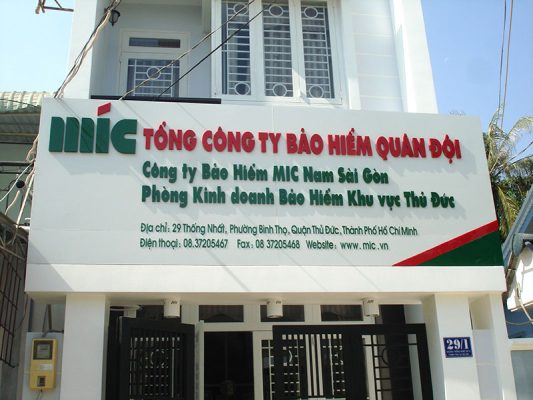 mic TỔNG CÔNG TY BẢO HIỂM QUÂN ĐỘI
Công ty Bảo Hiểm MIC Nam Sài Gòn
Phòng Kinh doanh Bảo Hiểm Khu vực Thủ Đức
Địa chỉ: 29 Thống Nhất, Phường Bình Thọ, Quận Thủ Đức, Thành Phố Hồ Chí Minh
Điện thoại: 08.37205467 Fax: 08 37205468 Website: www.mic.vn
29/1